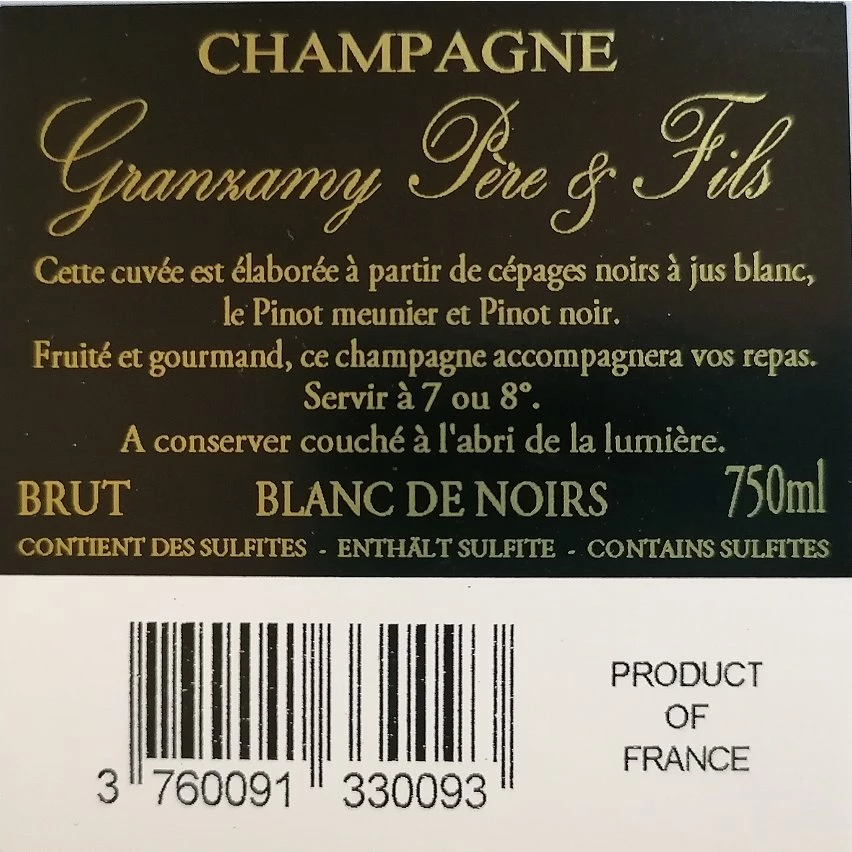 CHAMPAGNE
Granzamy Père & Fils
Cette cuvée est élaborée à partir de cépages noirs à jus blanc,
le Pinot meunier et Pinot noir.
Fruité et gourmand, ce champagne accompagnera vos repas.
Servir à 7 ou 8°.
A conserver couché à l'abri de la lumière.
BRUT BLANC DE NOIRS 750ml
CONTIENT DES SULFITES - ENTHÄLT SULFITE - CONTAINS SULFITES
PRODUCT
OF
FRANCE
3 760091 330093